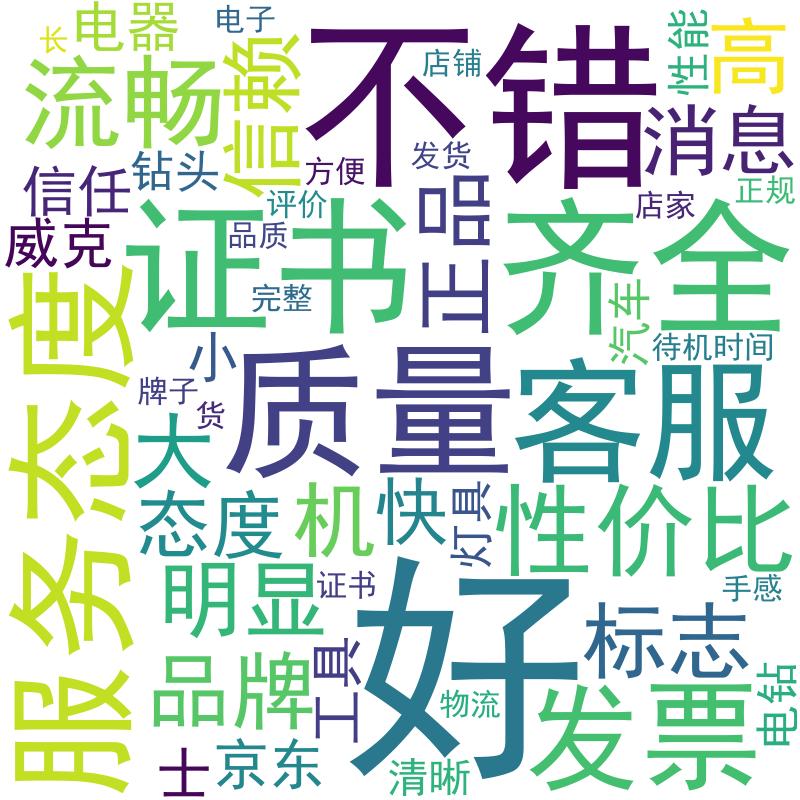 长
电器
电子
不错
店铺
性能
高
流畅
信赖
消息
信任
钻头
方便
发货
正品
店家
正规
评价
威克
证书
品质
齐全
完整
服务态度
小
汽车
待机时间
牌子
货
质量
客服
大
态度
机
快
灯具
性价比
明显
证书
好
手感
标志
品牌
工具
物流
发票
电钻
士
京东
清晰